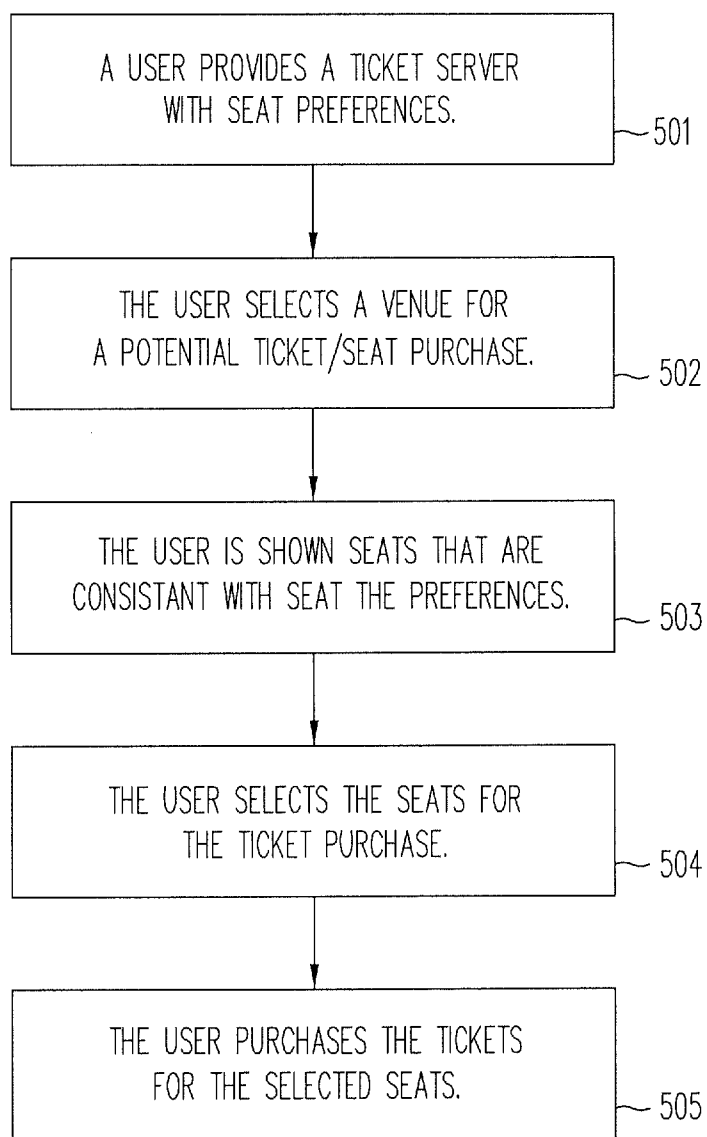 A USER PROVIDES A TICKET SERVER
WITH SEAT PREFERENCES.
501
THE USER SELECTS A VENUE FOR
A POTENTIAL TICKET/SEAT PURCHASE.
502
THE USER IS SHOWN SEATS THAT ARE
CONSISTANT WITH SEAT THE PREFERENCES.
503
THE USER SELECTS THE SEATS FOR
THE TICKET PURCHASE.
504
THE USER PURCHASES THE TICKETS
FOR THE SELECTED SEATS.
505